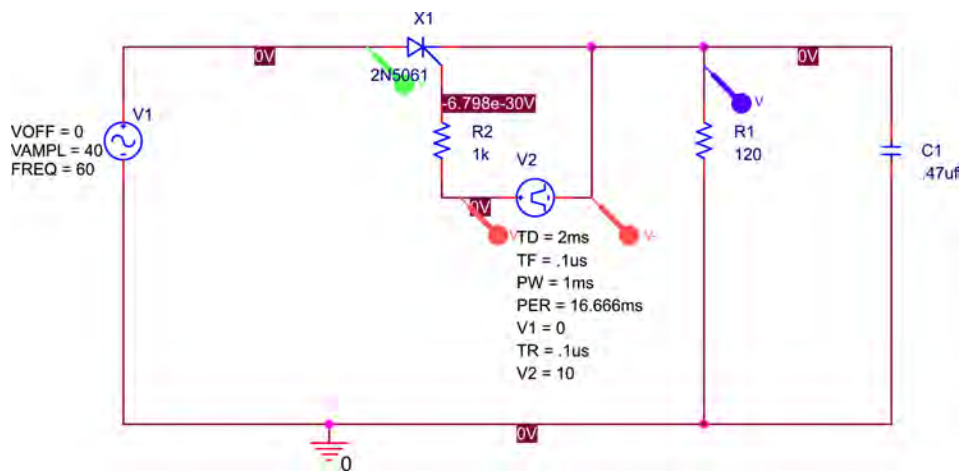 X1
0V
2N5061
V
V1
VOFF = 0
VAMPL = 40
FREQ = 60
-6.798e-30V
R2
1k
V2
0V
V
V-
TD = 2ms
TF = .1us
PW = 1ms
PER = 16.666ms
V1 = 0
TR = .1us
V2 = 10
0V
V
R1
120
C1
.47uf
0V
0